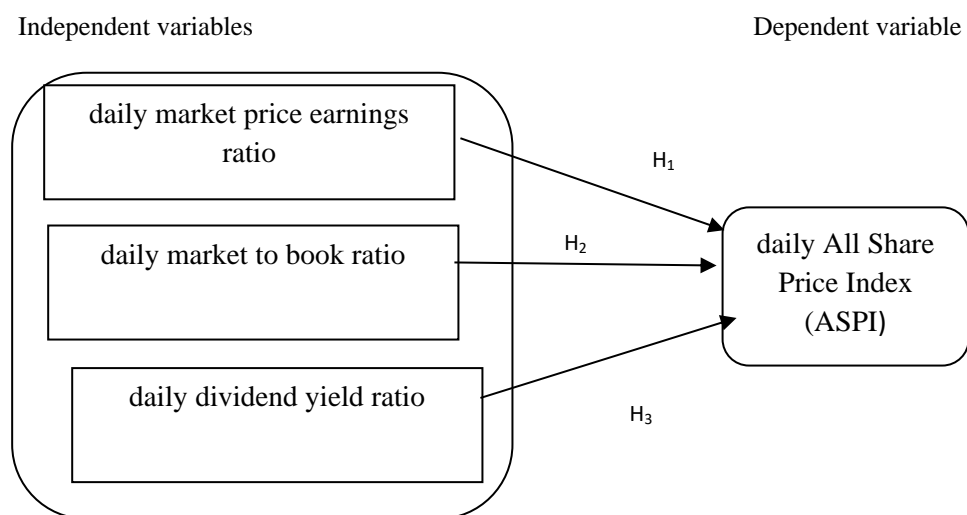 Independent variables
Dependent variable
daily market price earnings
ratio
H₁
daily market to book ratio
H₂
daily All Share
Price Index
(ASPI)
daily dividend yield ratio
H₃